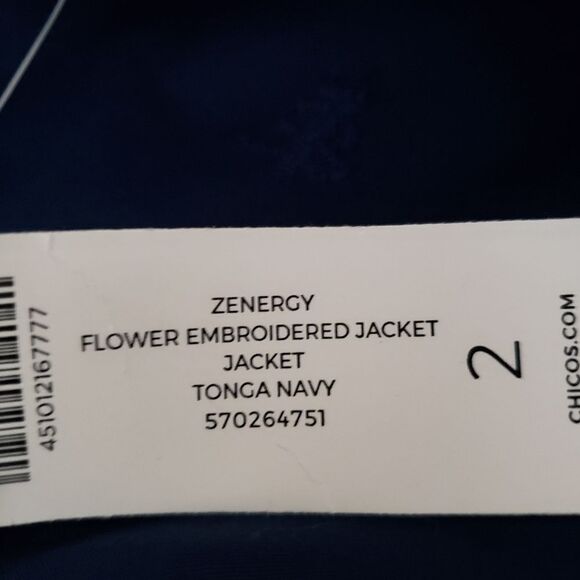 ZENERGY
FLOWER EMBROIDERED JACKET
JACKET
TONGA NAVY
570264751
2
451012167777
CHICOS.COM